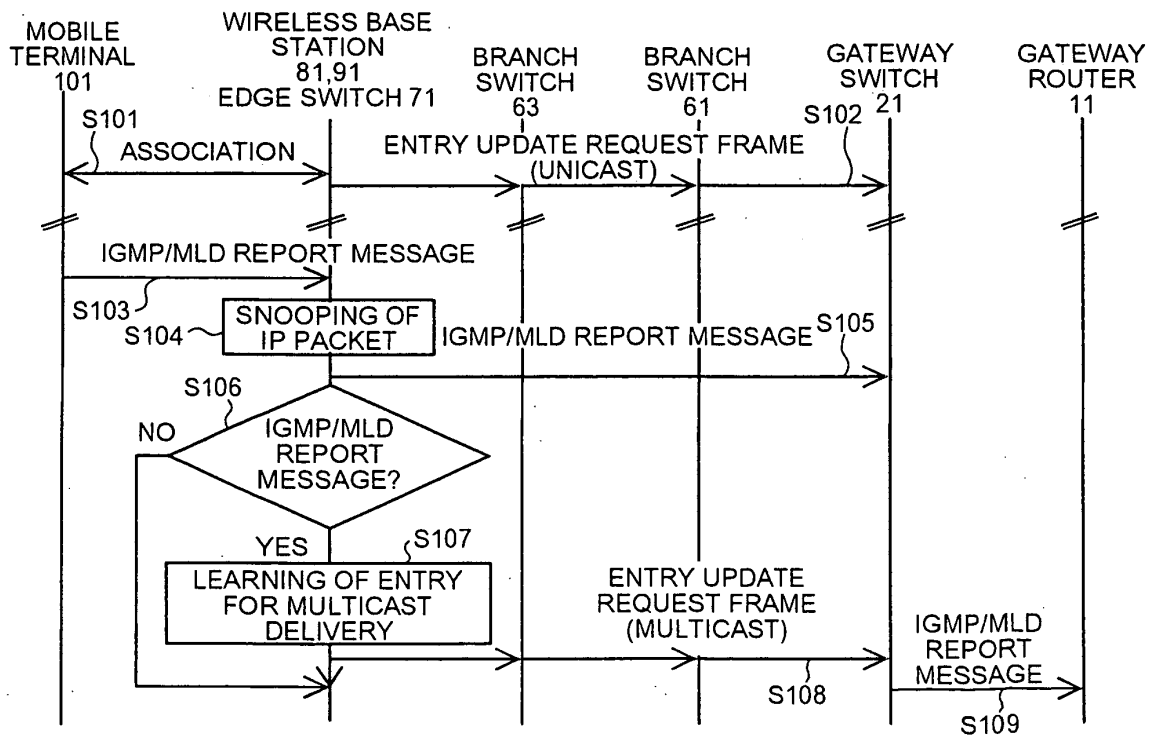 MOBILE
TERMINAL
101
WIRELESS BASE
STATION
81,91
EDGE SWITCH 71
BRANCH
SWITCH
63
BRANCH
SWITCH
61
GATEWAY
SWITCH
21
GATEWAY
ROUTER
11
S101
ASSOCIATION
ENTRY UPDATE REQUEST FRAME
(UNICAST)
S102
IGMP/MLD REPORT MESSAGE
S103
S104
SNOOPING OF
IP PACKET
IGMP/MLD REPORT MESSAGE
S105
S106
NO
IGMP/MLD
REPORT
MESSAGE?
YES
S107
LEARNING OF ENTRY
FOR MULTICAST
DELIVERY
ENTRY UPDATE
REQUEST FRAME
(MULTICAST)
S108
IGMP/MLD
REPORT
MESSAGE
S109